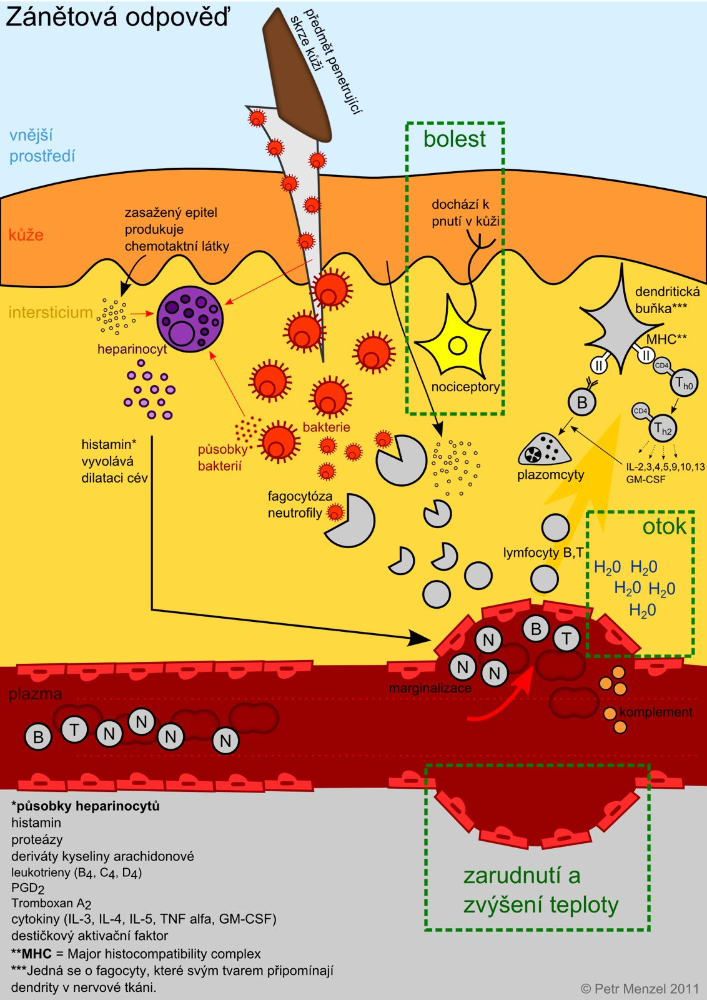 Zánětová odpověď
předmět penetrující
skrze kůži
vnější
prostředí
bolest
dochází k
pnutí v kůži
zasažený epitel
produkuje
chemotaktní látky
kůže
intersticium
heparinocyt
dendritická
buňka***
MHC**
II
II
CD4
Th0
B
CD4
Th2
nociceptory
bakterie
působky
bakterií
histamin*
vyvolává
dilataci cév
plazomcyty
IL-2,3,4,5,9,10,13
GM-CSF
fagocytóza
neutrofily
otok
lymfocyty B,T
H20 H20
H20 H20
H20
N
B
T
N
N
marginalizace
plazma
komplement
B
T
N
N
N
N
*působky heparinocytů
histamin
proteázy
deriváty kyseliny arachidonové
leukotrieny (B4, C4, D4)
PGD2
Tromboxan A2
cytokiny (IL-3, IL-4, IL-5, TNF alfa, GM-CSF)
destičkový aktivační faktor
**MHC = Major histocompatibility complex
***Jedná se o fagocyty, které svým tvarem připomínají
dendrity v nervové tkáni.
zarudnutí a
zvýšení teploty
© Petr Menzel 2011